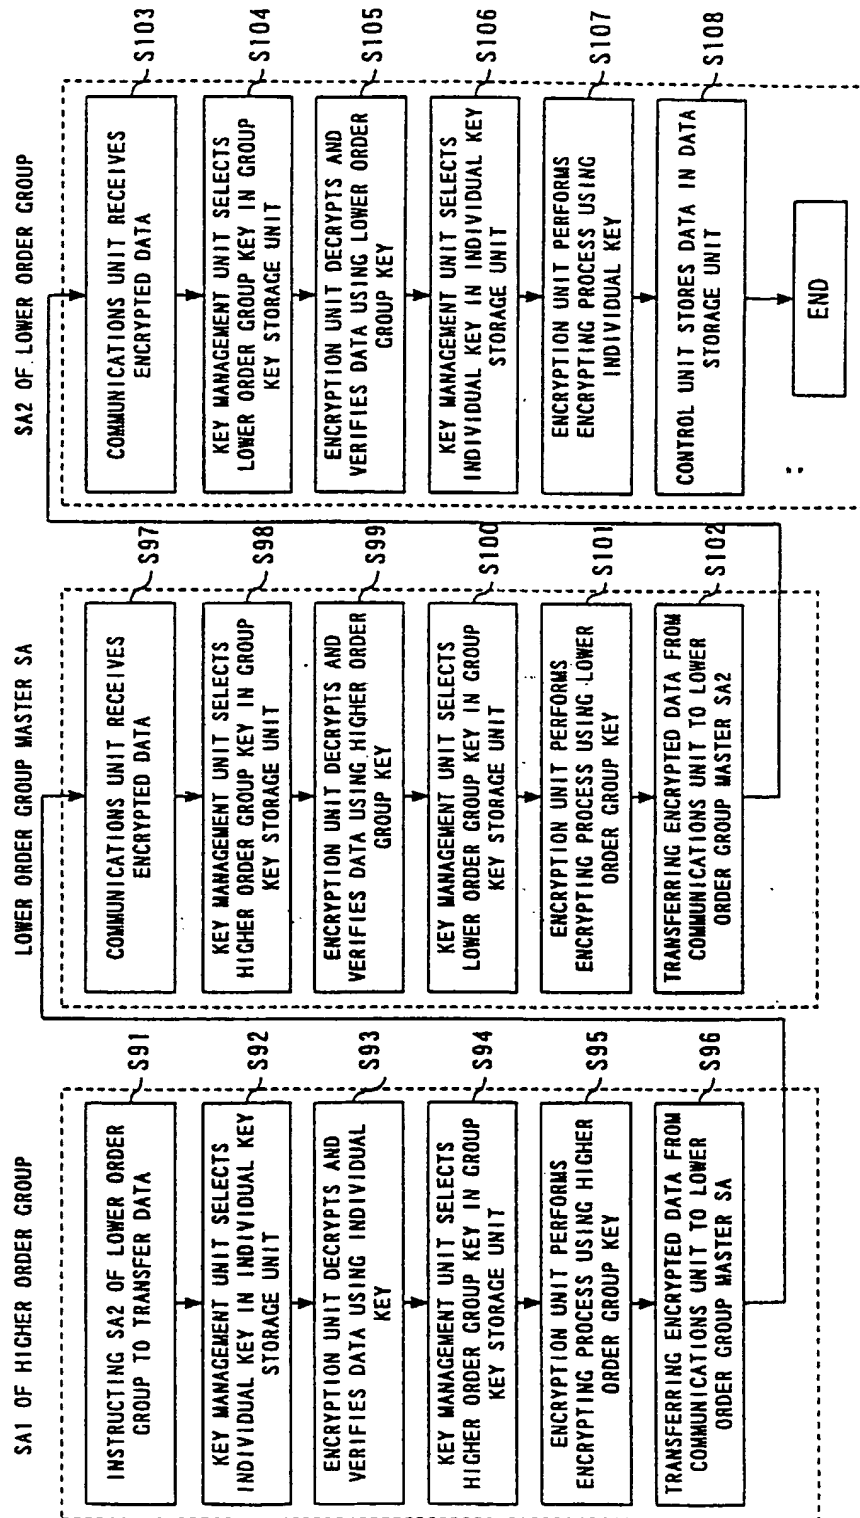 SA1 OF HIGHER ORDER GROUP
S91
INSTRUCTING SA2 OF LOWER ORDER
GROUP TO TRANSFER DATA
S92
KEY MANAGEMENT UNIT SELECTS
INDIVIDUAL KEY IN INDIVIDUAL KEY
STORAGE UNIT
S93
ENCRYPTION UNIT DECRYPTS AND
VERIFIES DATA USING INDIVIDUAL
KEY
S94
KEY MANAGEMENT UNIT SELECTS
HIGHER ORDER GROUP KEY IN GROUP
KEY STORAGE UNIT
S95
ENCRYPTION UNIT PERFORMS
ENCRYPTING PROCESS USING HIGHER
ORDER GROUP KEY
S96
TRANSFERRING ENCRYPTED DATA FROM
COMMUNICATIONS UNIT TO LOWER
ORDER GROUP MASTER SA
LOWER ORDER GROUP MASTER SA
S97
COMMUNICATIONS UNIT RECEIVES
ENCRYPTED DATA
S98
KEY MANAGEMENT UNIT SELECTS
HIGHER ORDER GROUP KEY IN GROUP
KEY STORAGE UNIT
S99
ENCRYPTION UNIT DECRYPTS AND
VERIFIES DATA USING HIGHER ORDER
GROUP KEY
S100
KEY MANAGEMENT UNIT SELECTS
LOWER ORDER GROUP KEY IN GROUP
KEY STORAGE UNIT
S101
ENCRYPTION UNIT PERFORMS
ENCRYPTING PROCESS USING LOWER
ORDER GROUP KEY
S102
TRANSFERRING ENCRYPTED DATA FROM
COMMUNICATIONS UNIT TO LOWER
ORDER GROUP MASTER SA2
SA2 OF LOWER ORDER GROUP
S103
COMMUNICATIONS UNIT RECEIVES
ENCRYPTED DATA
S104
KEY MANAGEMENT UNIT SELECTS
LOWER ORDER GROUP KEY IN GROUP
KEY STORAGE UNIT
S105
ENCRYPTION UNIT DECRYPTS AND
VERIFIES DATA USING LOWER ORDER
GROUP KEY
S106
KEY MANAGEMENT UNIT SELECTS
INDIVIDUAL KEY IN INDIVIDUAL KEY
STORAGE UNIT
S107
ENCRYPTION UNIT PERFORMS
ENCRYPTING PROCESS USING
INDIVIDUAL KEY
S108
CONTROL UNIT STORES DATA IN DATA
STORAGE UNIT
END